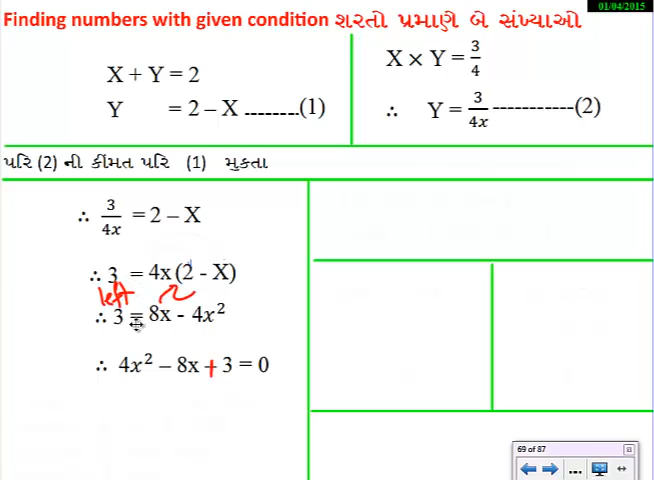 01/04/2015
Finding numbers with given condition શરતો પ્રમાણે બે સંખ્યાઓ
X + Y = 2
Y = 2 – X ........(1)
X × Y = 3/4
∴ Y = 3/4x -----------(2)
પરિ (2) ની કીંમત પરિ (1) મુકતા
∴ 3/4x = 2 – X
∴ 3 = 4x (2 - X)
left
∴ 3 = 8x - 4x²
∴ 4x² – 8x + 3 = 0
69 of 87